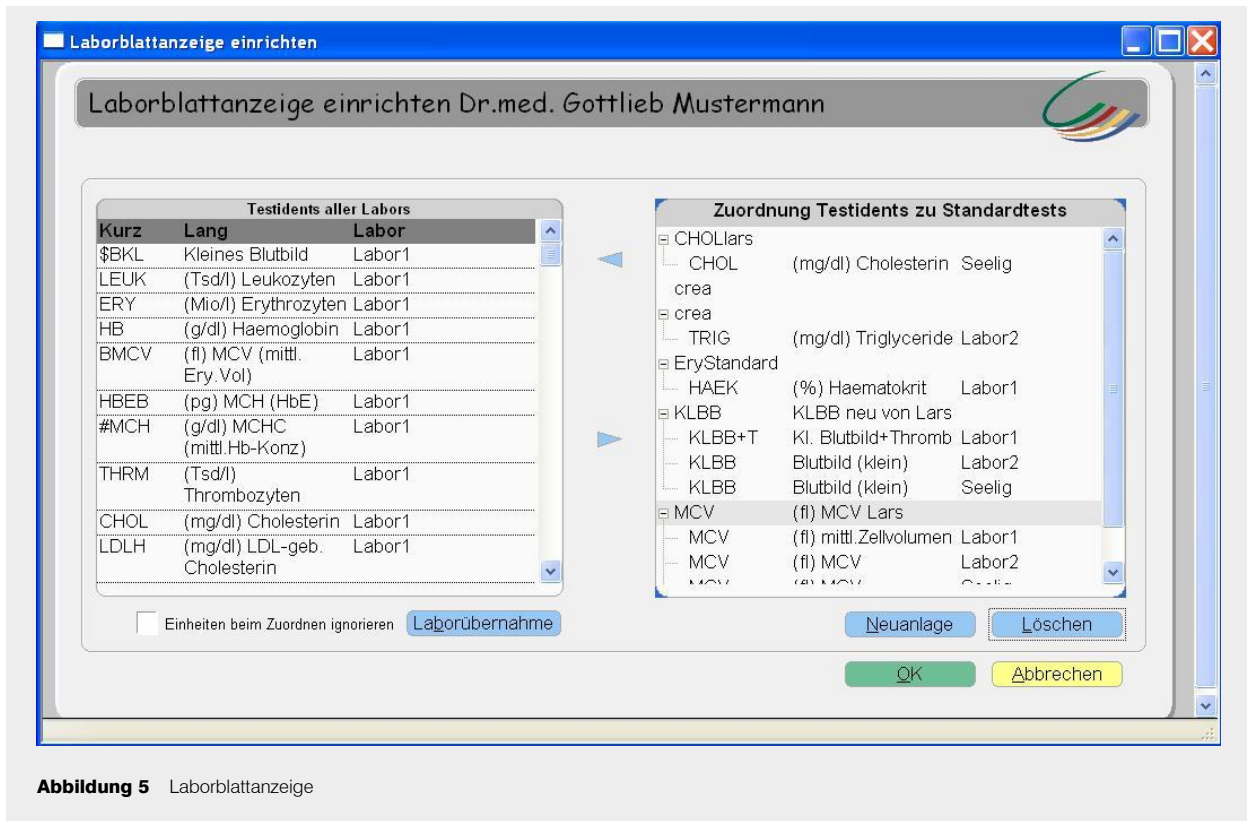 Laborblattanzeige einrichten
Laborblattanzeige einrichten Dr.med. Gottlieb Mustermann
Testidents aller Labors
Kurz Lang Labor
$BKL Kleines Blutbild Labor1
LEUK (Tsd/l) Leukozyten Labor1
ERY (Mio/l) Erythrozyten Labor1
HB (g/dl) Haemoglobin Labor1
BMCV (fl) MCV (mittl. Labor1
Ery.Vol)
HBEB (pg) MCH (HbE) Labor1
#MCH (g/dl) MCHC Labor1
(mittl.Hb-Konz)
THRM (Tsd/l) Labor1
Thrombozyten
CHOL (mg/dl) Cholesterin Labor1
LDLH (mg/dl) LDL-geb. Labor1
Cholesterin
Einheiten beim Zuordnen ignorieren Laborübernahme
Zuordnung Testidents zu Standardtests
CHOLlars
CHOL (mg/dl) Cholesterin Seelig
crea
crea
TRIG (mg/dl) Triglyceride Labor2
EryStandard
HAEK (%) Haematokrit Labor1
KLBB KLBB neu von Lars
KLBB+T Kl. Blutbild+Thromb Labor1
KLBB Blutbild (klein) Labor2
KLBB Blutbild (klein) Seelig
MCV (fl) MCV Lars
MCV (fl) mittl.Zellvolumen Labor1
MCV (fl) MCV Labor2
MCV (fl) MCV Seelig
Neuanlage Löschen
OK Abbrechen
Abbildung 5 Laborblattanzeige